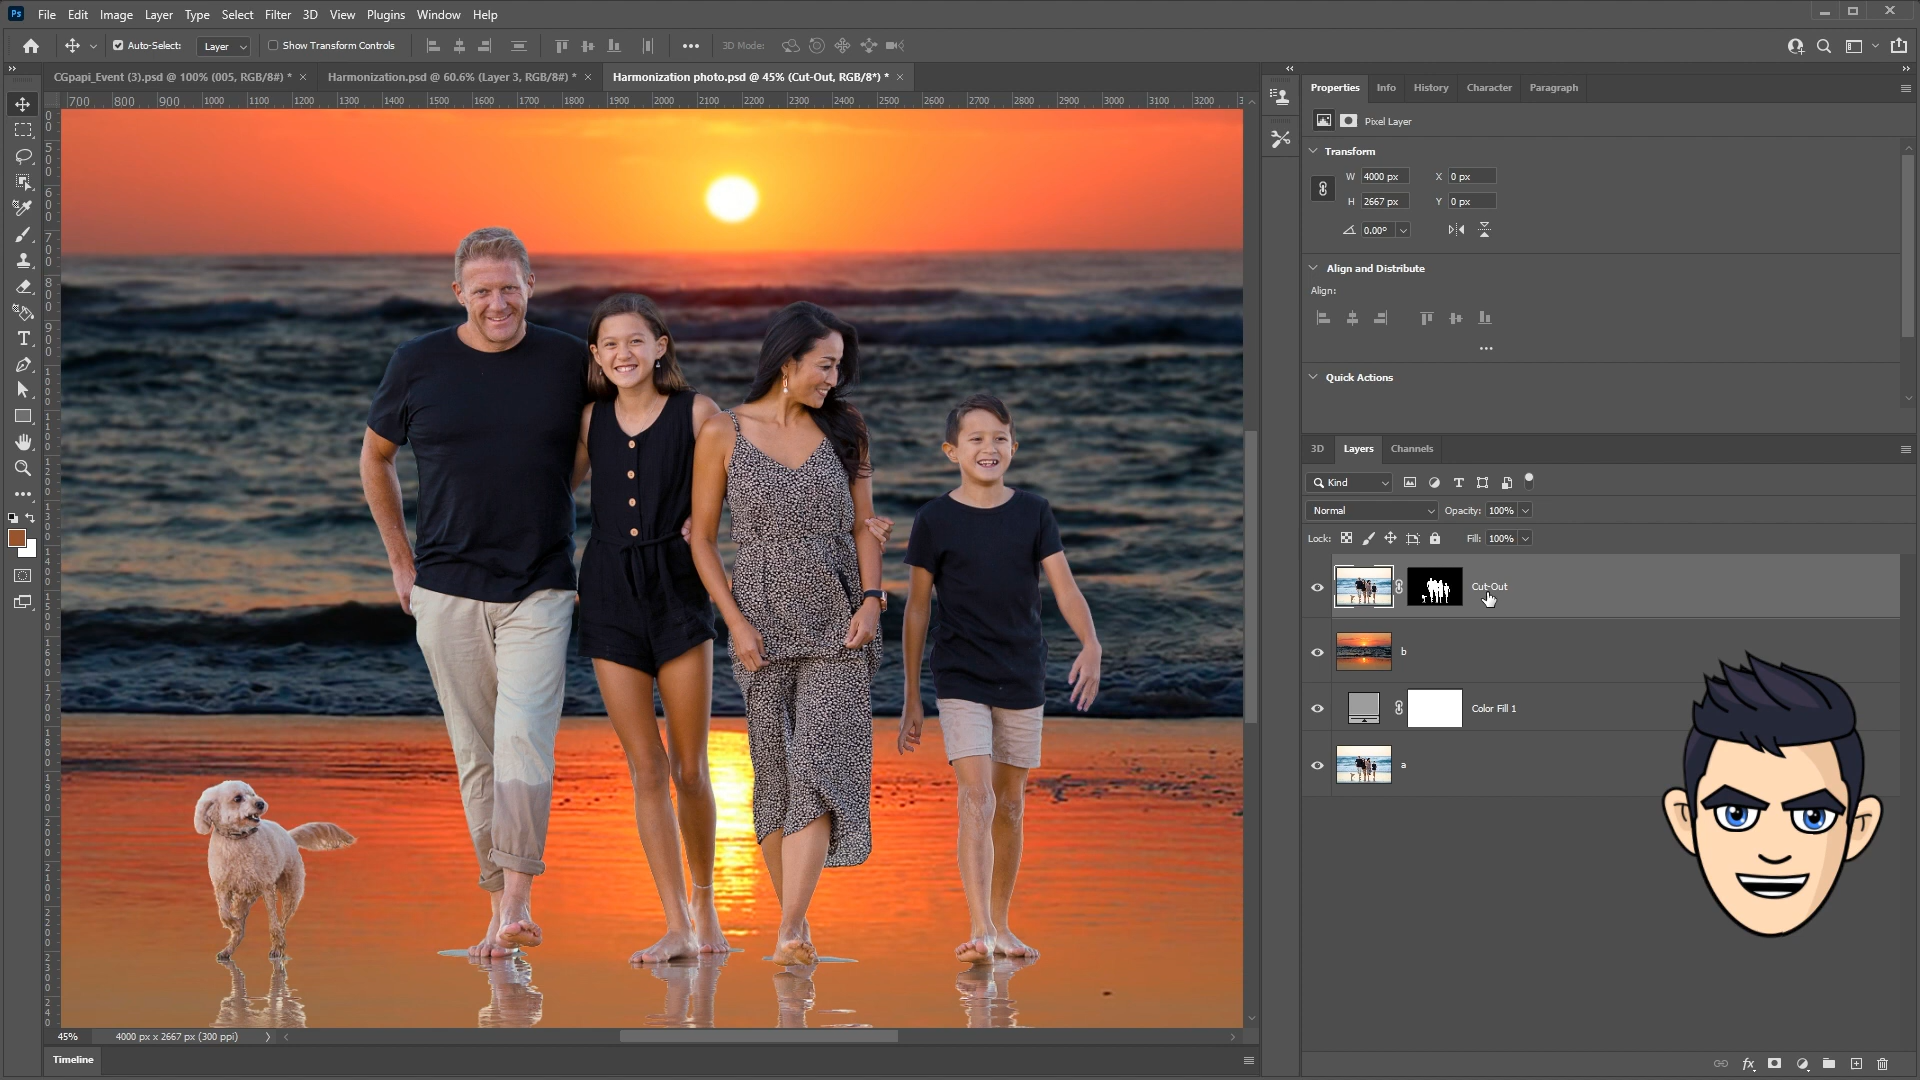 Ps File Edit Image Layer Type Select Filter 3D View Plugins Window Help
Auto-Select: Layer Show Transform Controls 3D Mode:
CGpapi_Event (3).psd @ 100% (005, RGB/8#) * Harmonization.psd @ 60.6% (Layer 3, RGB/8#) * Harmonization photo.psd @ 45% (Cut-Out, RGB/8*) *
700 800 900 1000 1100 1200 1300 1400 1500 1600 1700 1800 1900 2000 2100 2200 2300 2400 2500 2600 2700 2800 2900 3000 3100 3200
Properties Info History Character Paragraph
Pixel Layer
Transform
W 4000 px X 0 px
H 2667 px Y 0 px
0.00°
Align and Distribute
Align:
Quick Actions
3D Layers Channels
Kind
Normal Opacity: 100%
Lock: Fill: 100%
Cut-Out
b
Color Fill 1
a
fx
45% 4000 px x 2667 px (300 ppi)
Timeline